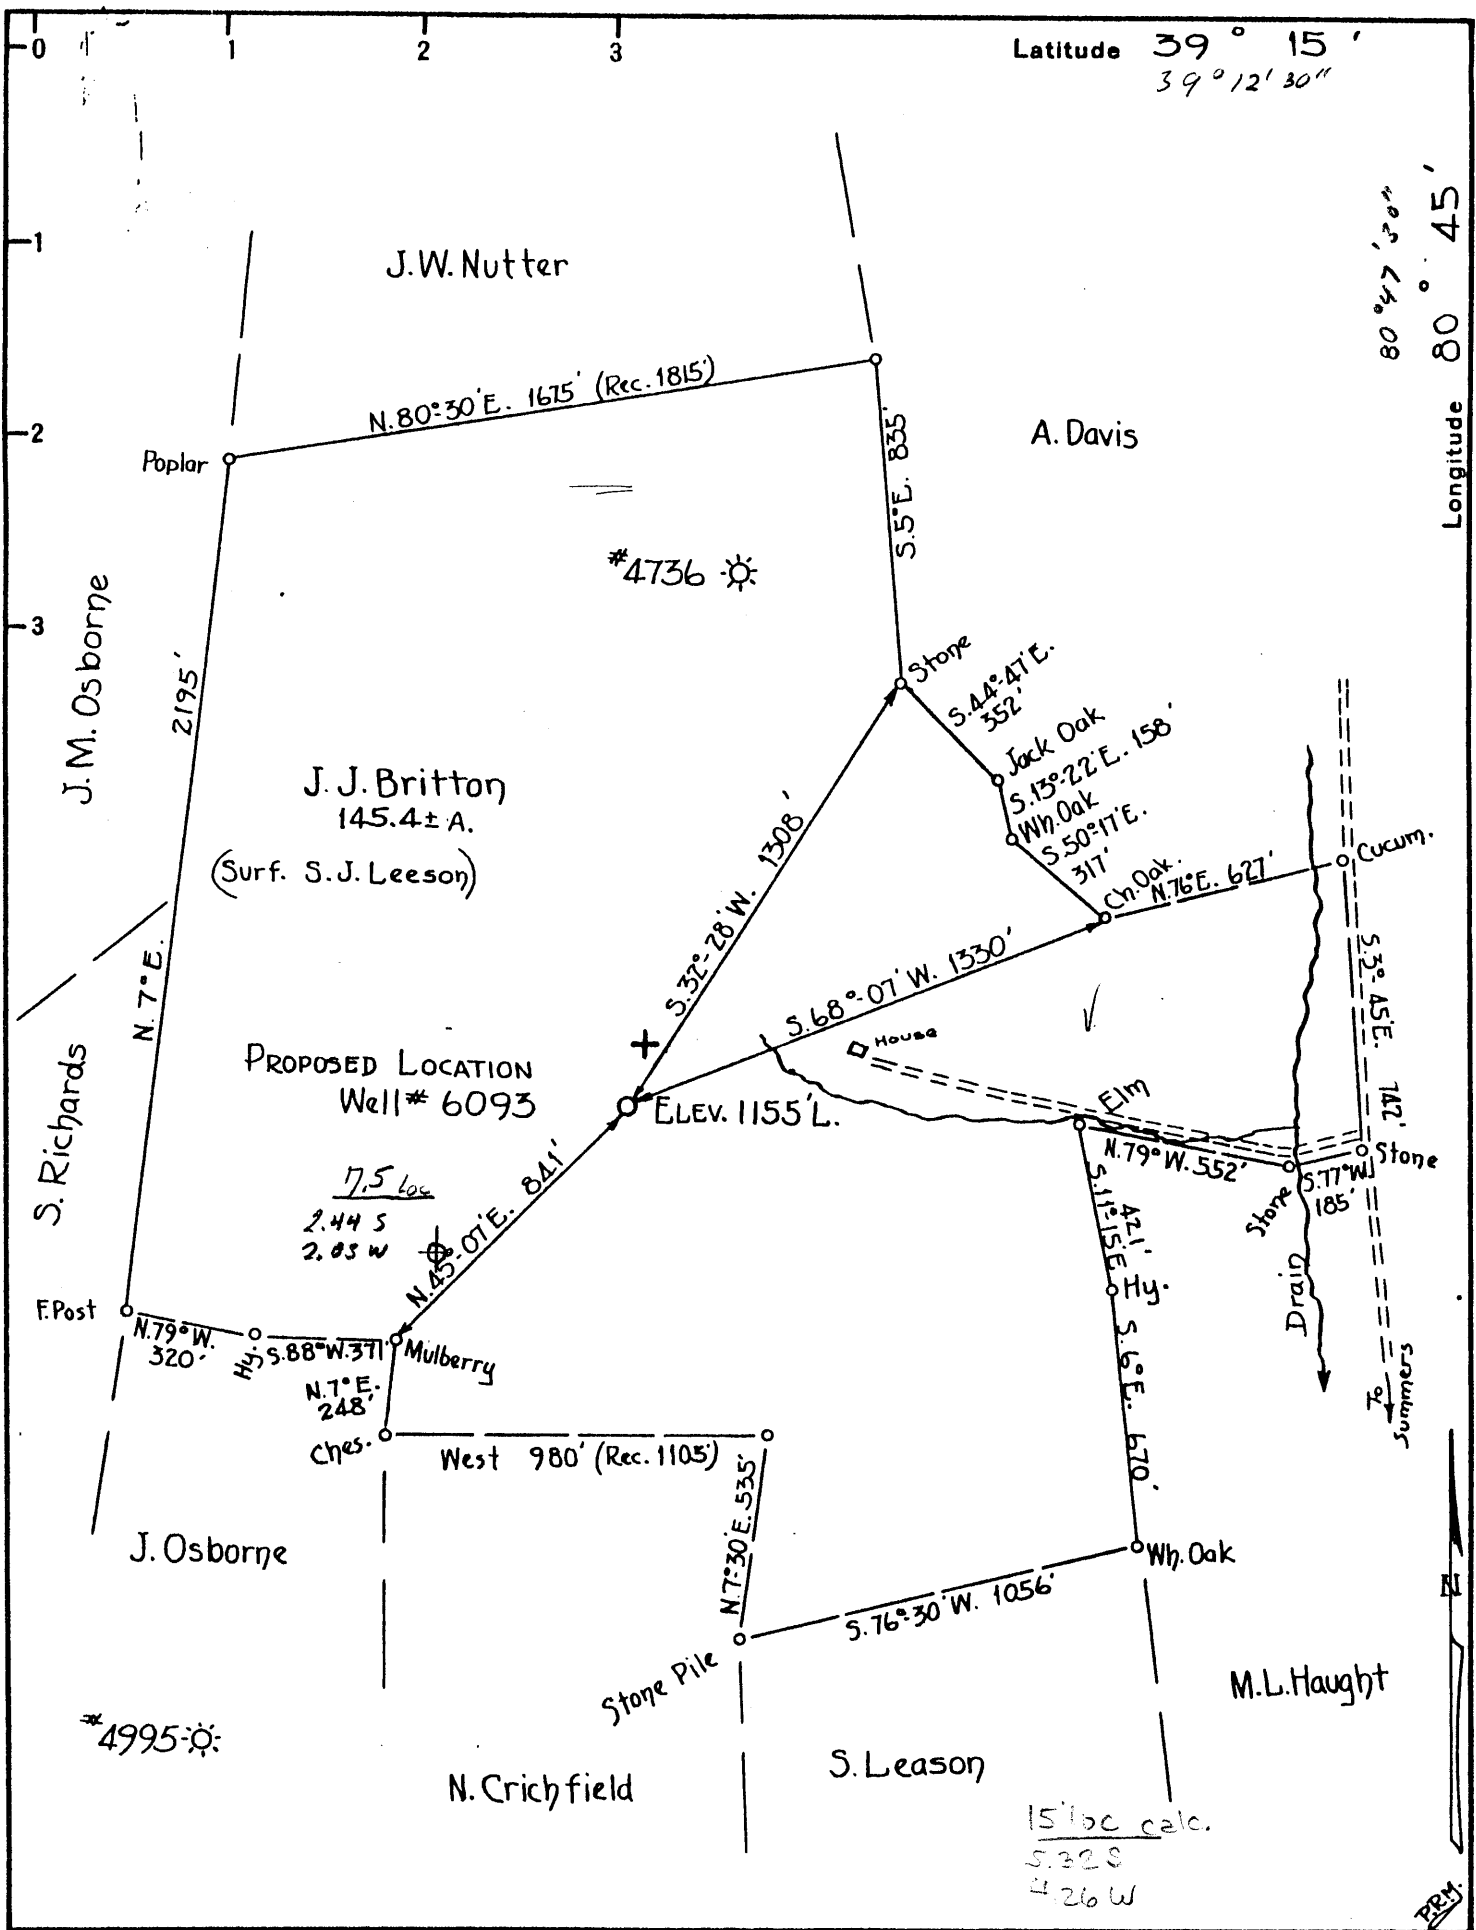 0 1 2 3
Latitude 39° 15'
39° 12' 30"
Longitude 80° 45'
80° 47' 30"
1
2
3
J.W. Nutter
N.80°-30'E. 1675' (Rec. 1815')
Poplar
A. Davis
S.5°E. 835'
#4736
J.M. Osborne
2195'
N. 7°E.
Stone
S.44°-47'E.
352'
Jack Oak
S.13°-22'E. 158'
Wh. Oak
S.50°-17'E.
317'
Ch. Oak.
N.76°E. 627'
Cucum.
J. J. Britton
145.4± A.
(Surf. S.J. Leeson)
S.32°-28'W. 1308'
S.68°-07'W. 1330'
S.3°-45'E. 742'
House
PROPOSED LOCATION
Well # 6093
ELEV. 1155' L.
S. Richards
Elm
N.79°W. 552'
Stone
S.77°W.
185'
Stone
7.5 loc
2.44 S
2.03 W
N.45°-07'E. 841'
S.11°-15'E.
421'
Hy.
Drain
F. Post
N.79°W.
320'
Hy.
S.88°W. 371'
Mulberry
N.7°E.
248'
Ches.
West 980' (Rec. 1103')
S.6°E. 670'
To
Summers
N.7°-30'E. 535'
J. Osborne
Wh. Oak
S.76°-30'W. 1056'
Stone Pile
N
M.L. Haught
#4995
N. Crichfield
S. Leason
15' loc calc.
5.32 S
4.26 W
P.R.M.